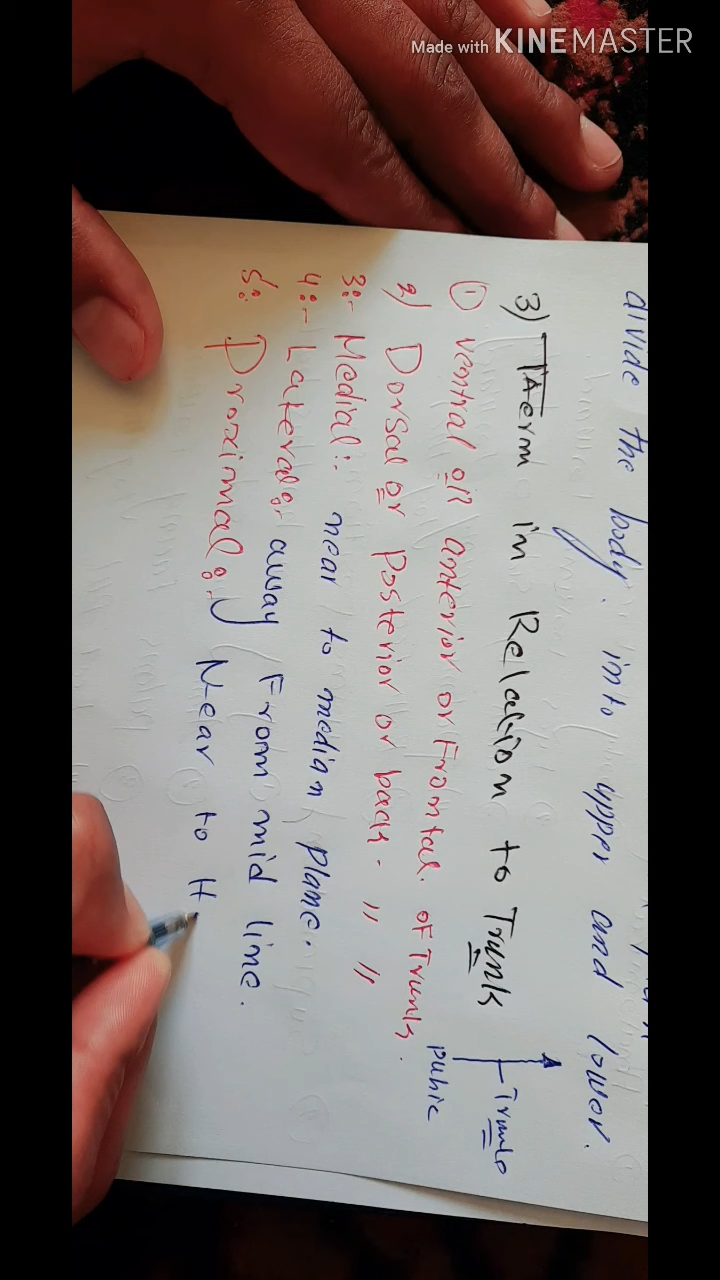 Made with KINEMASTER
divide the body. into upper and lower.
3) TAerm in Relation to Trunk
Trunk
pubic
1) ventral or anterior or Frontal. of Trunk.
2) Dorsal or Posterior or back. " "
3:- Medial:- near to median plane.
4:- Lateral:- away From mid line.
5:- Proximal:- Near to H